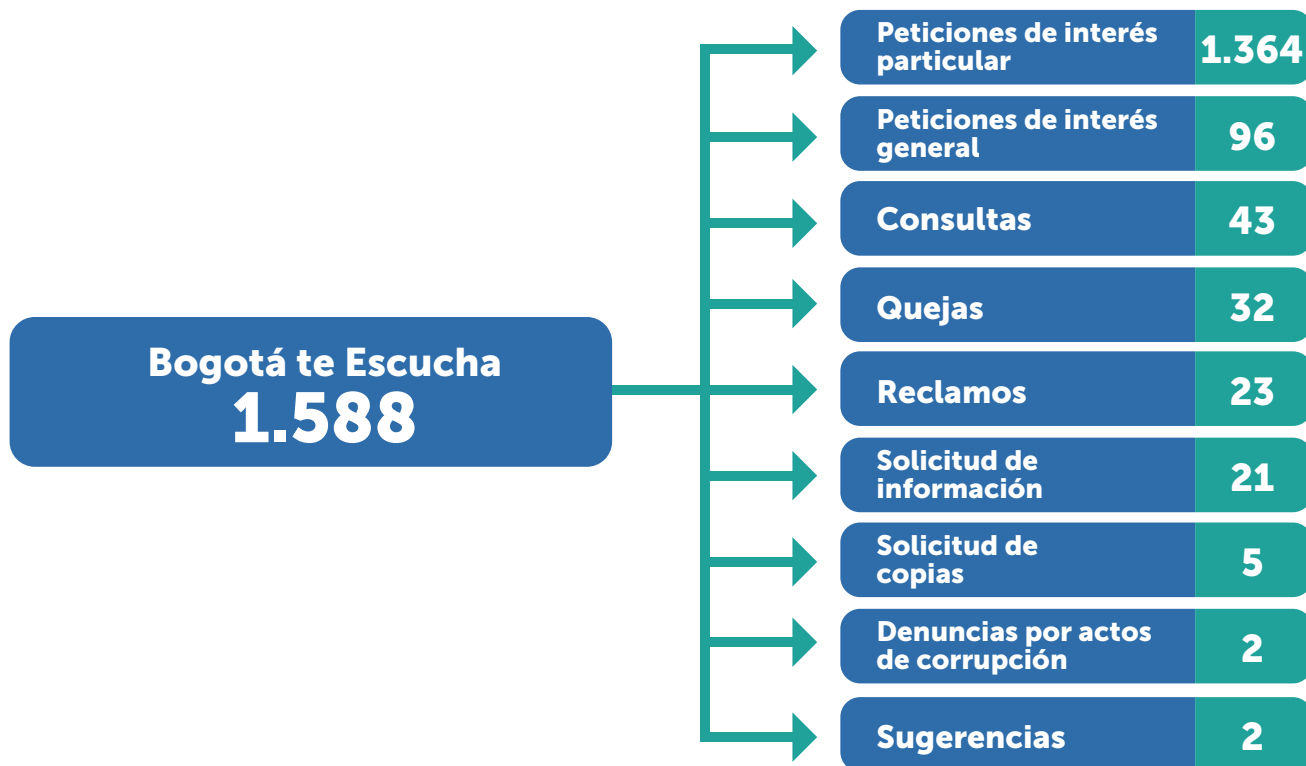 Bogotá te Escucha
1.588
Peticiones de interés
particular
1.364
Peticiones de interés
general
96
Consultas
43
Quejas
32
Reclamos
23
Solicitud de
información
21
Solicitud de
copias
5
Denuncias por actos
de corrupción
2
Sugerencias
2